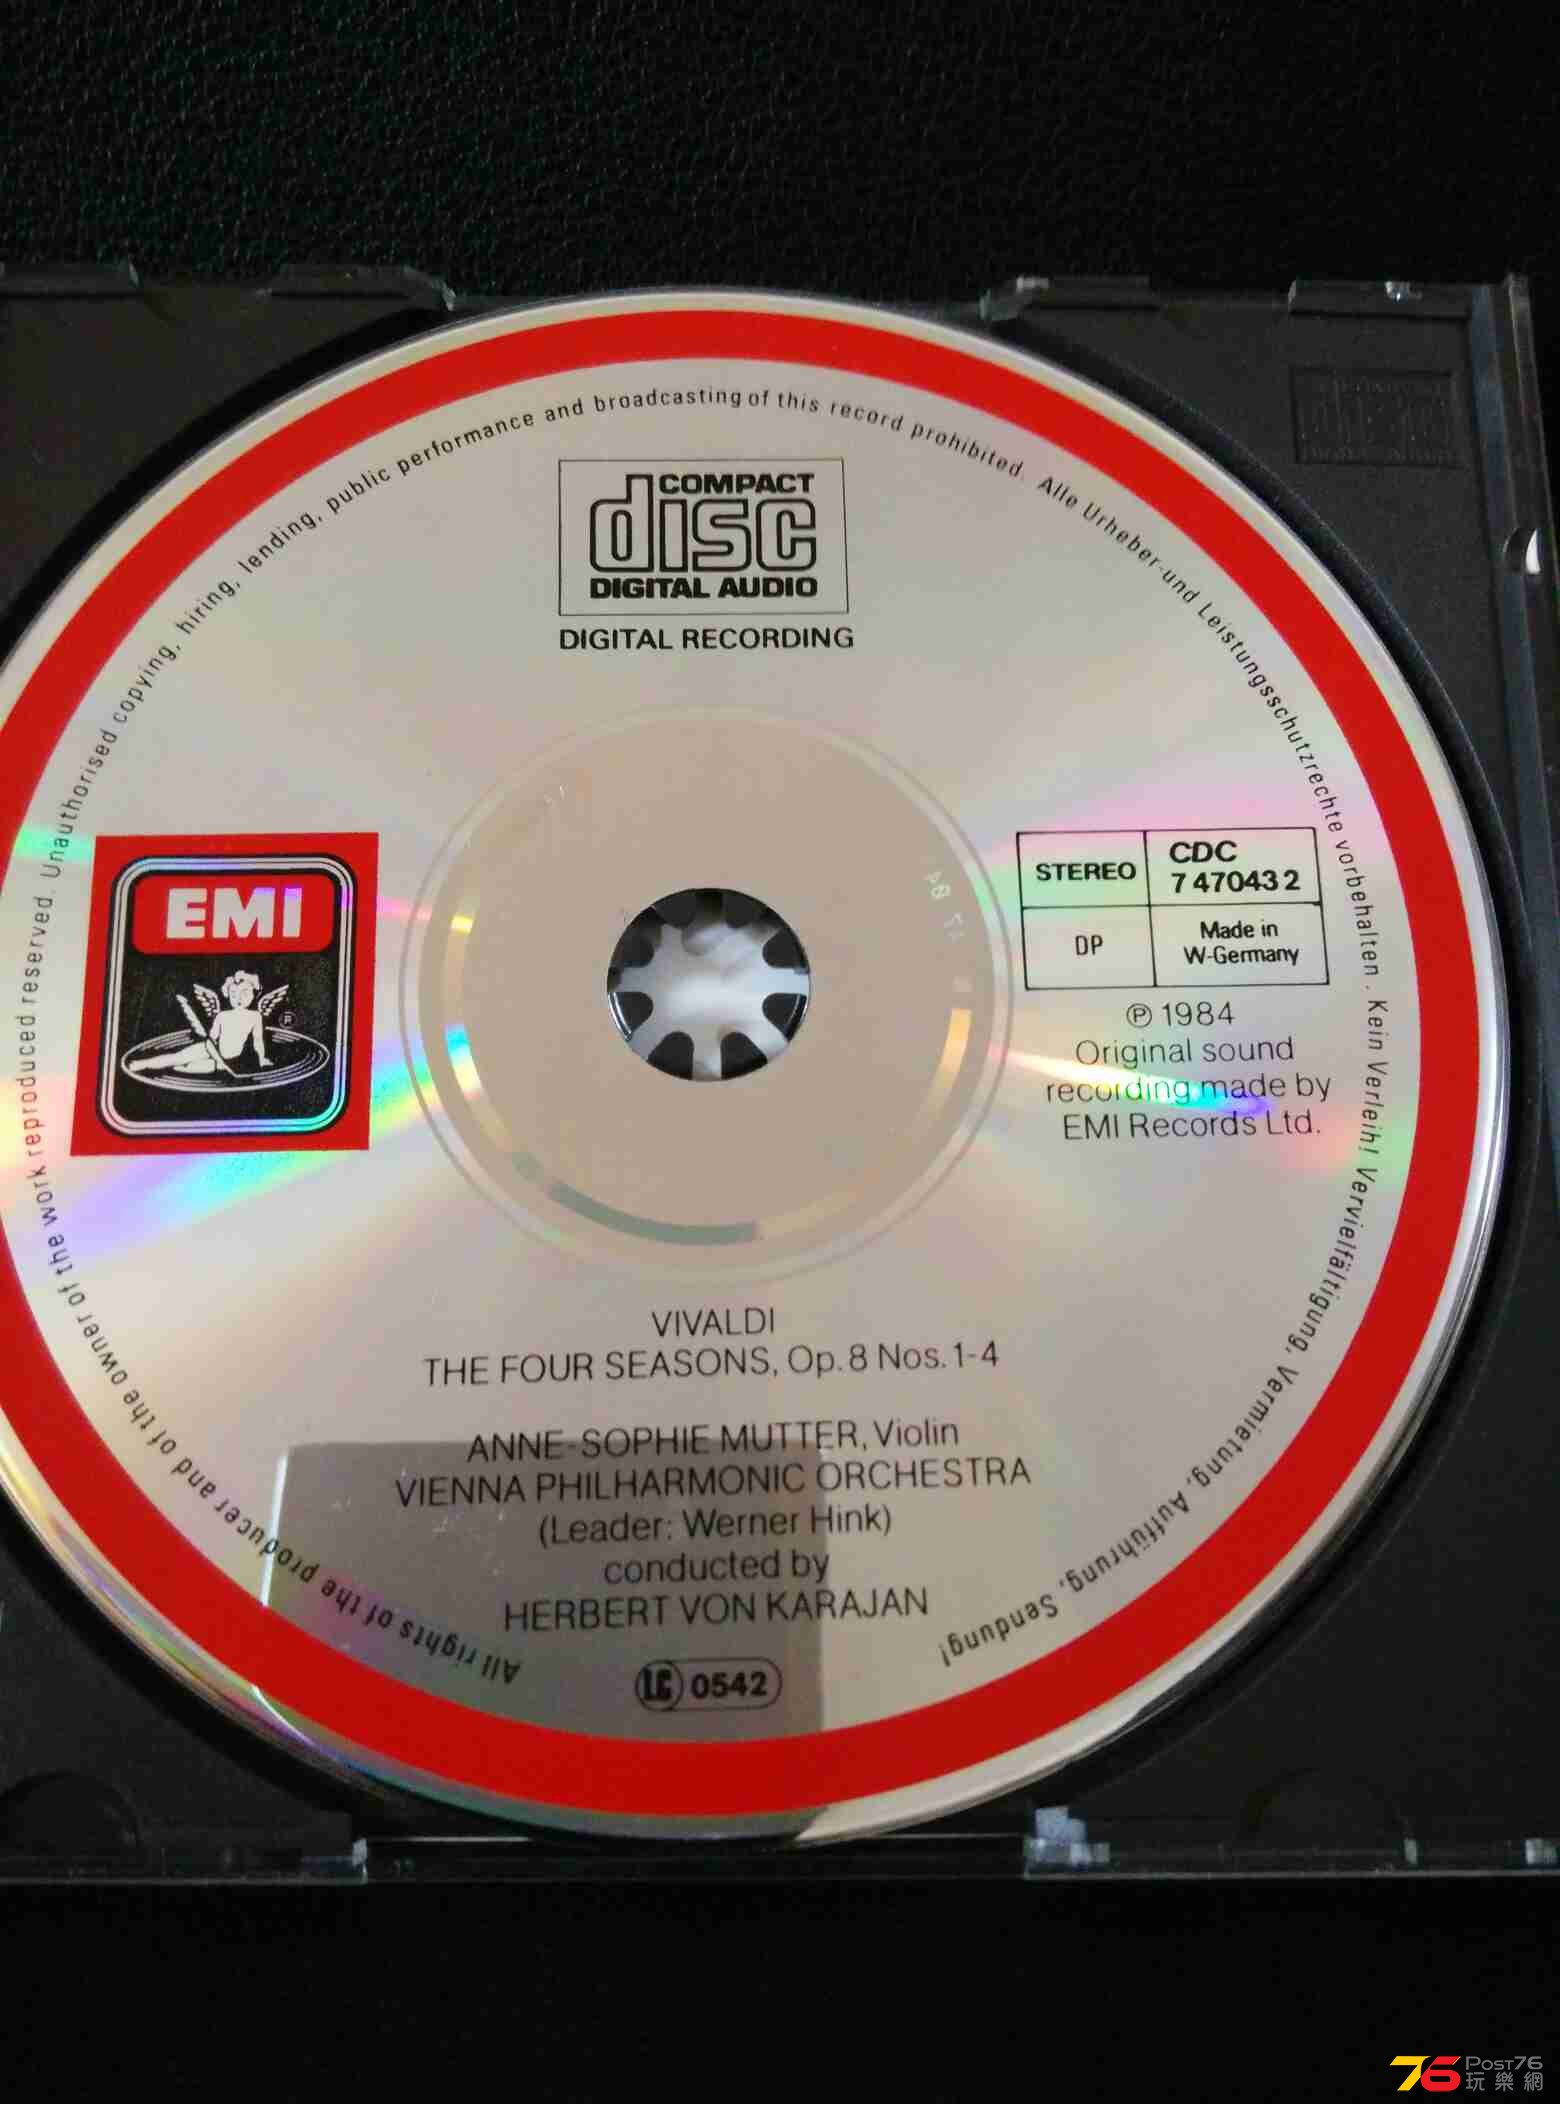 All rights of the producer and of the owner of the work reproduced reserved. Unauthorised copying, hiring, lending, public performance and broadcasting of this record prohibited. Alle Urheber-und Leistungsschutzrechte vorbehalten. Kein Verleih! Vervielfältigung, Vermietung, Aufführung, Sendung!
COMPACT
disc
DIGITAL AUDIO
DIGITAL RECORDING
EMI
®
STEREO
CDC
7 47043 2
DP
Made in
W-Germany
℗ 1984
Original sound
recording made by
EMI Records Ltd.
VIVALDI
THE FOUR SEASONS, Op. 8 Nos. 1-4
ANNE-SOPHIE MUTTER, Violin
VIENNA PHILHARMONIC ORCHESTRA
(Leader: Werner Hink)
conducted by
HERBERT VON KARAJAN
LC 0542
76 POST76
玩樂網